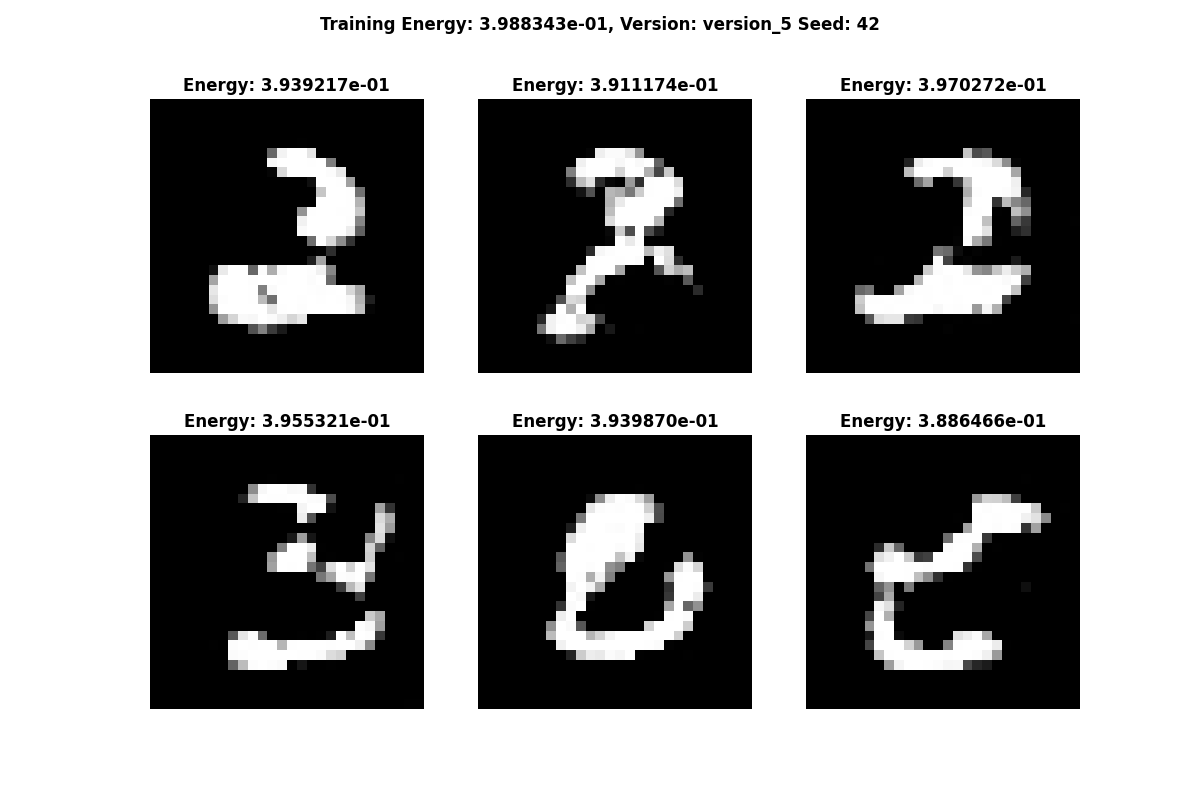 Training Energy: 3.988343e-01, Version: version_5 Seed: 42
Energy: 3.939217e-01
Energy: 3.911174e-01
Energy: 3.970272e-01
Energy: 3.955321e-01
Energy: 3.939870e-01
Energy: 3.886466e-01